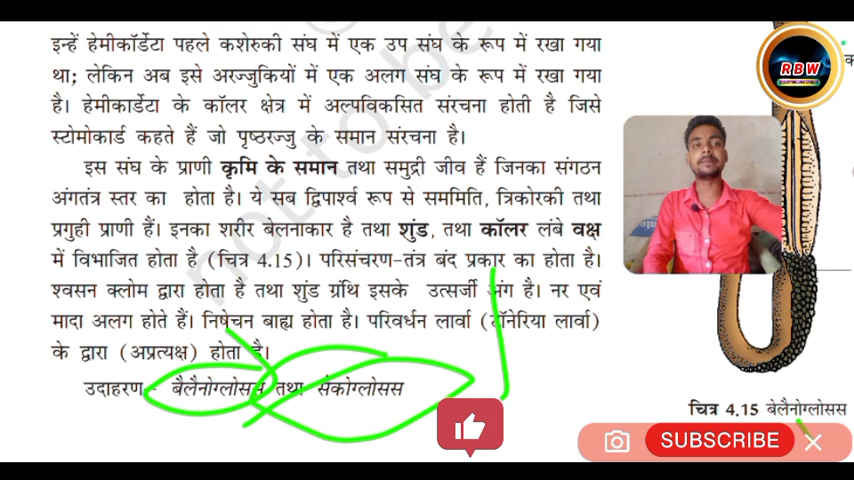 इन्हें हेमीकॉर्डेटा पहले कशेरुकी संघ में एक उप संघ के रूप में रखा गया
था; लेकिन अब इसे अरज्जुकियों में एक अलग संघ के रूप में रखा गया
है। हेमीकार्डेटा के कॉलर क्षेत्र में अल्पविकसित संरचना होती है जिसे
स्टोमोकार्ड कहते हैं जो पृष्ठरज्जु के समान संरचना है।
इस संघ के प्राणी कृमि के समान तथा समुद्री जीव हैं जिनका संगठन
अंगतंत्र स्तर का होता है। ये सब द्विपार्श्व रूप से सममिति, त्रिकोरकी तथा
प्रगुही प्राणी हैं। इनका शरीर बेलनाकार है तथा शुंड, तथा कॉलर लंबे वक्ष
में विभाजित होता है (चित्र 4.15)। परिसंचरण-तंत्र बंद प्रकार का होता है।
श्वसन क्लोम द्वारा होता है तथा शुंड ग्रंथि इसके उत्सर्जी अंग है। नर एवं
मादा अलग होते हैं। निषेचन बाह्य होता है। परिवर्धन लार्वा (टॉनेरिया लार्वा)
के द्वारा (अप्रत्यक्ष) होता है।
उदाहरण - बैलैनोग्लोसस तथा सैकोग्लोसस
not to be
RBW
चित्र 4.15 बेलैनोग्लोसस
SUBSCRIBE